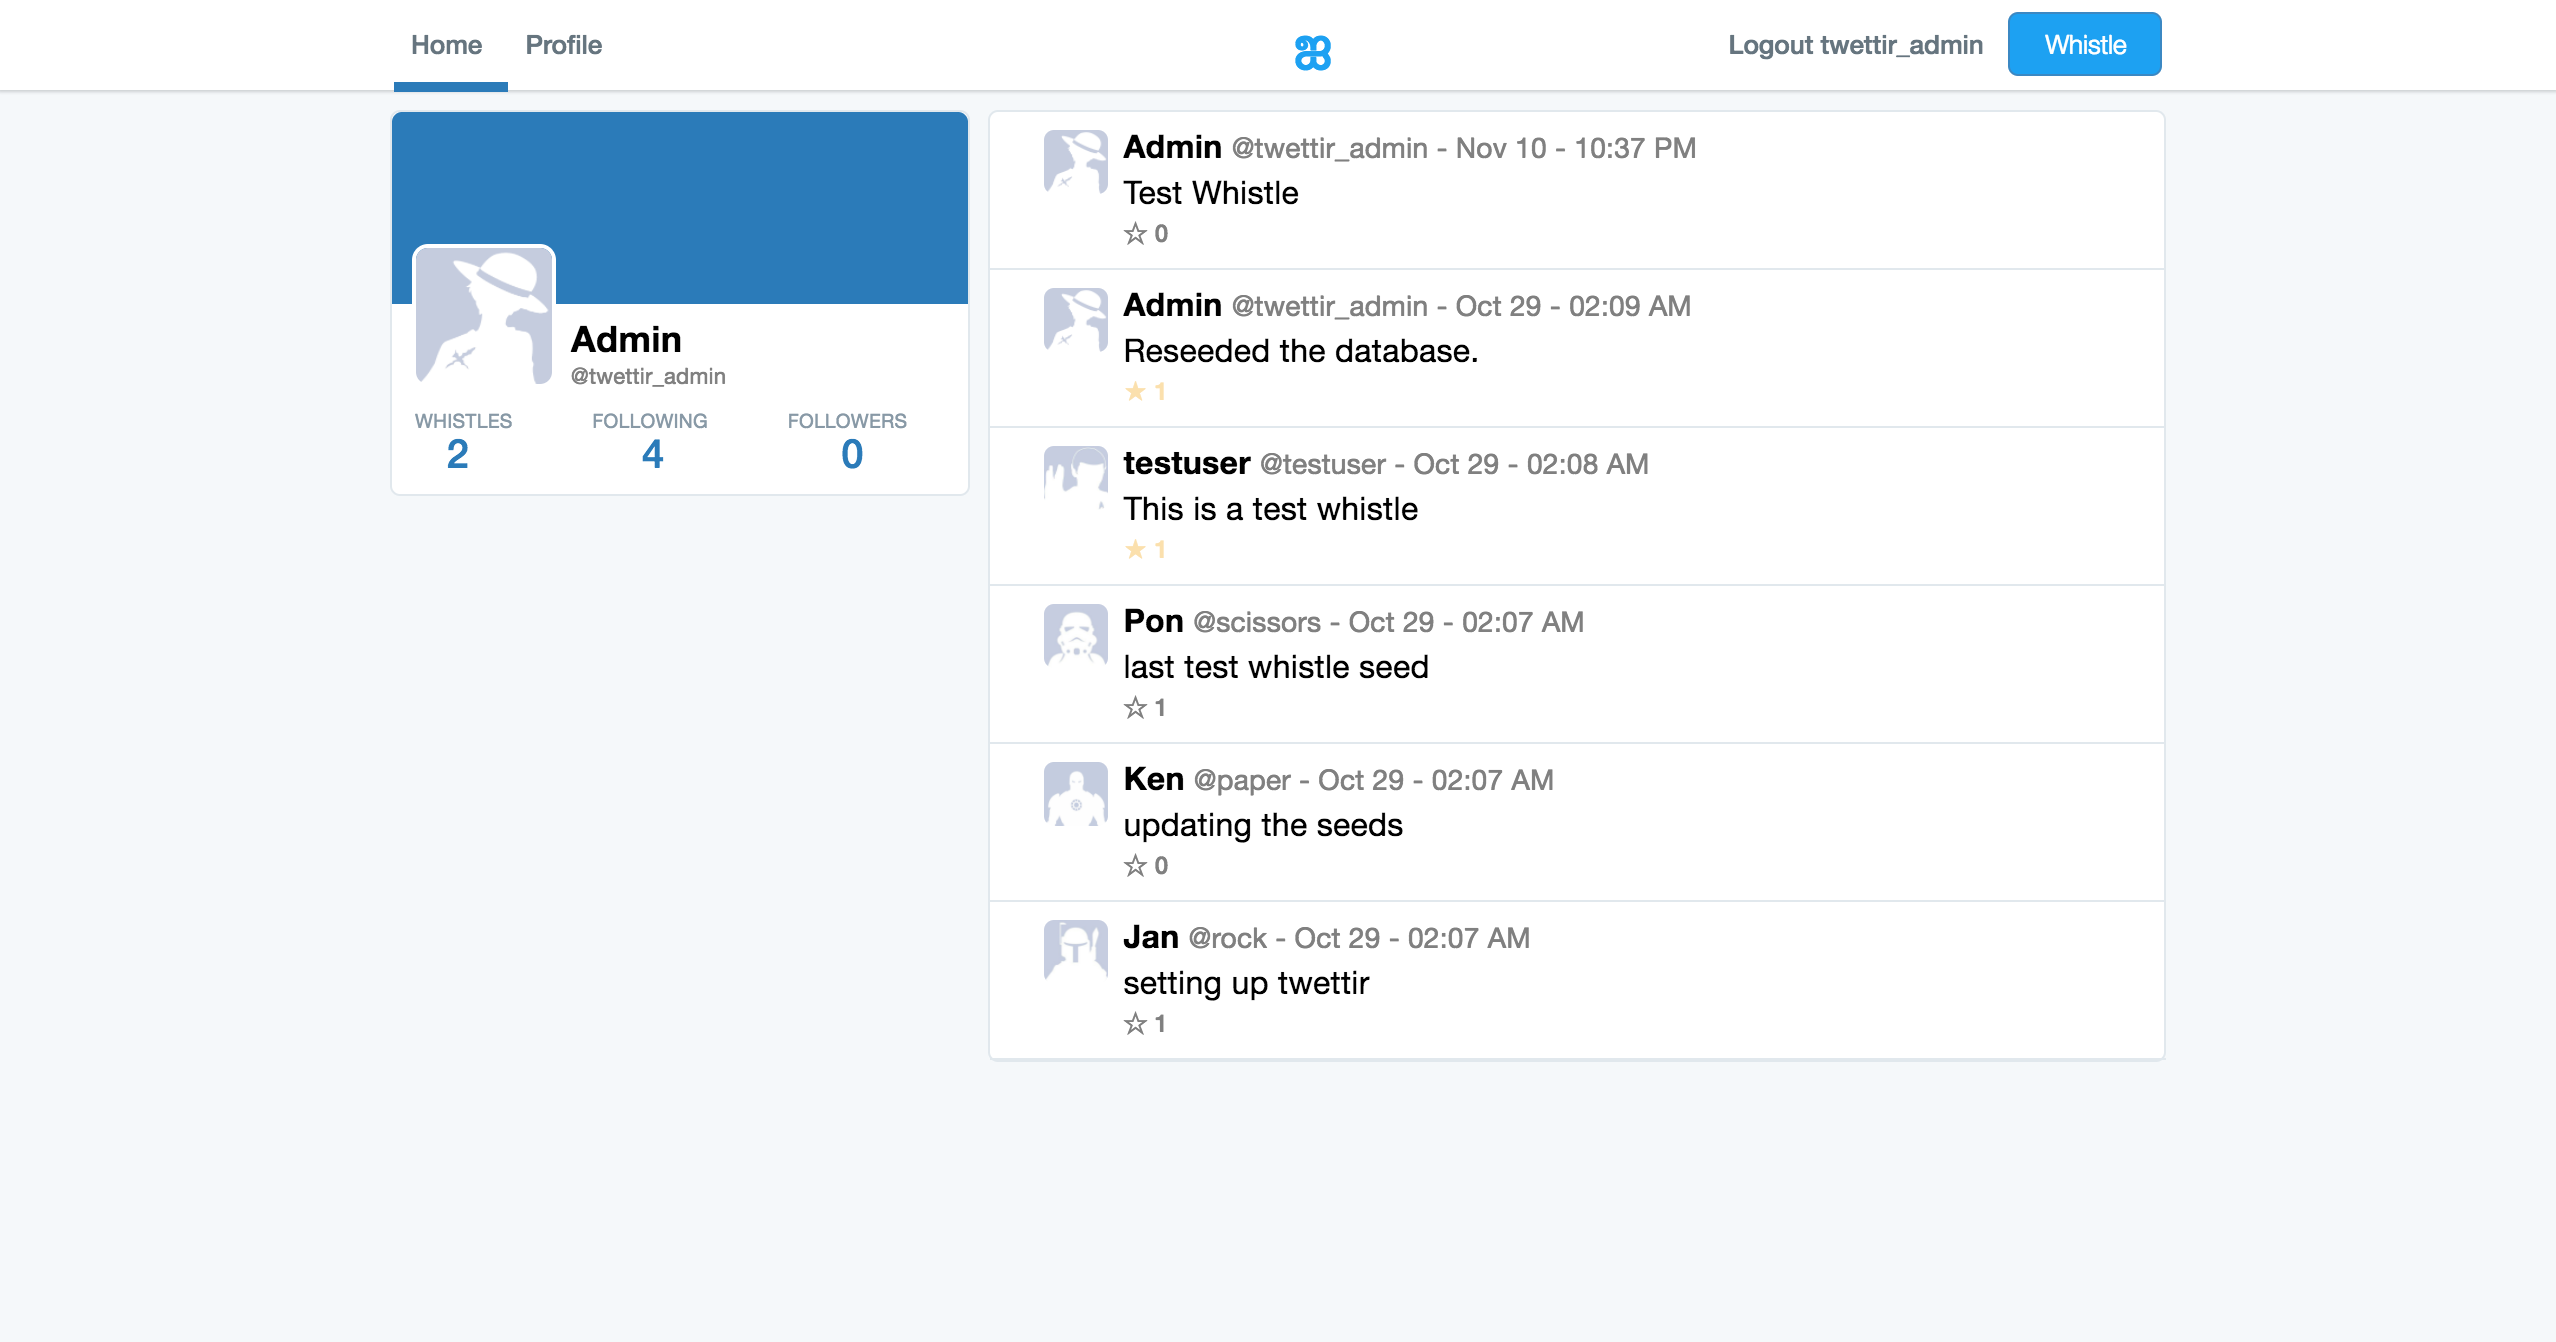 Home Profile Logout twettir_admin Whistle
Admin
@twettir_admin
WHISTLES FOLLOWING FOLLOWERS
2 4 0
Admin @twettir_admin - Nov 10 - 10:37 PM
Test Whistle
☆ 0
Admin @twettir_admin - Oct 29 - 02:09 AM
Reseeded the database.
★ 1
testuser @testuser - Oct 29 - 02:08 AM
This is a test whistle
★ 1
Pon @scissors - Oct 29 - 02:07 AM
last test whistle seed
☆ 1
Ken @paper - Oct 29 - 02:07 AM
updating the seeds
☆ 0
Jan @rock - Oct 29 - 02:07 AM
setting up twettir
☆ 1